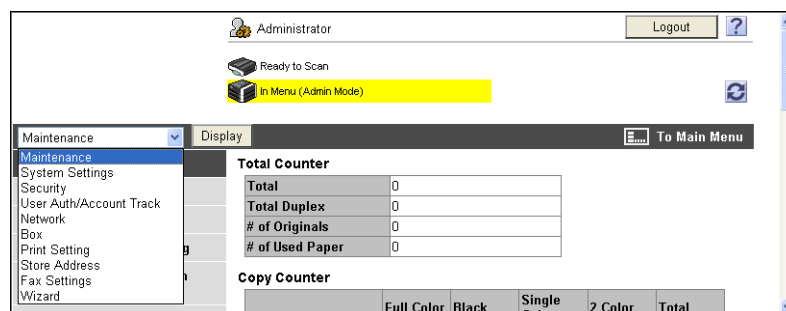 Administrator
Logout
?
Ready to Scan
In Menu (Admin Mode)
Maintenance
Display
To Main Menu
Maintenance
System Settings
Security
User Auth/Account Track
Network
Box
Print Setting
Store Address
Fax Settings
Wizard
g
Total Counter
Total 0
Total Duplex 0
# of Originals 0
# of Used Paper 0
Copy Counter
Full Color Black Single 2 Color Total